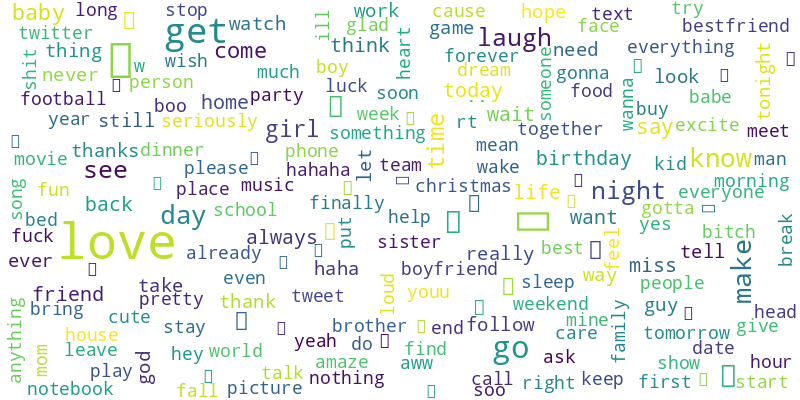 baby long stop work cause hope text try
twitter get watch ill glad game face bestfriend
thing w wish come think heart laugh need everything
shit never person much boy forever dream gonna look tonight
football boo home party luck soon today someone food wanna babe
year still seriously girl week something rt wait together buy say excite meet
movie thanks dinner please phone let team time mean wake birthday kid know man
see hahaha
song fun place music finally christmas life night everyone morning
bed back day school put help want gotta yes
fuck love always sister really best feel bitch break
ever already haha boyfriend way miss tell make
friend take even loud youu sleep people
bring pretty thank tweet weekend guy head
anything cute stay brother end follow mine family tomorrow give
house yeah do care
mom leave god hey world amaze find go ask date hour
play talk nothing aww call show
notebook fall picture soo right keep first start